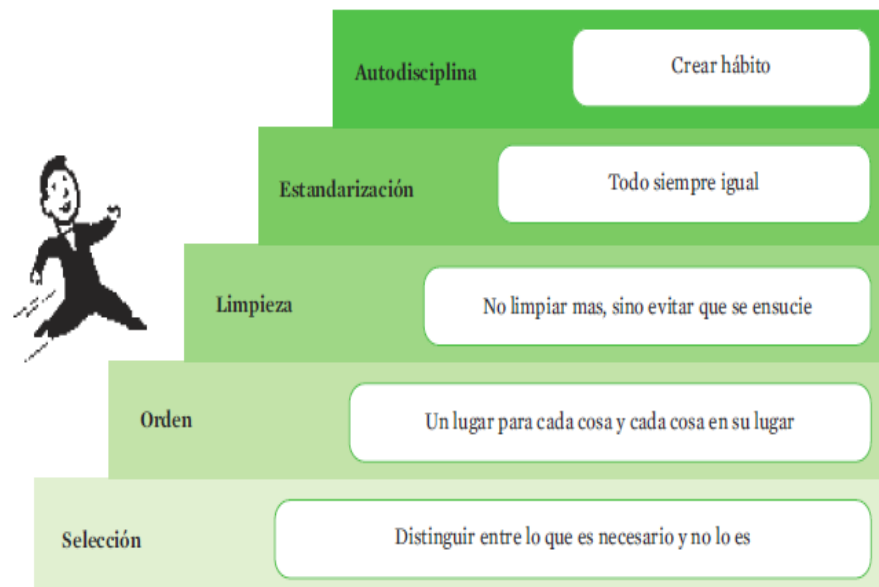 Autodisciplina
Crear hábito
Estandarización
Todo siempre igual
Limpieza
No limpiar mas, sino evitar que se ensucie
Orden
Un lugar para cada cosa y cada cosa en su lugar
Selección
Distinguir entre lo que es necesario y no lo es